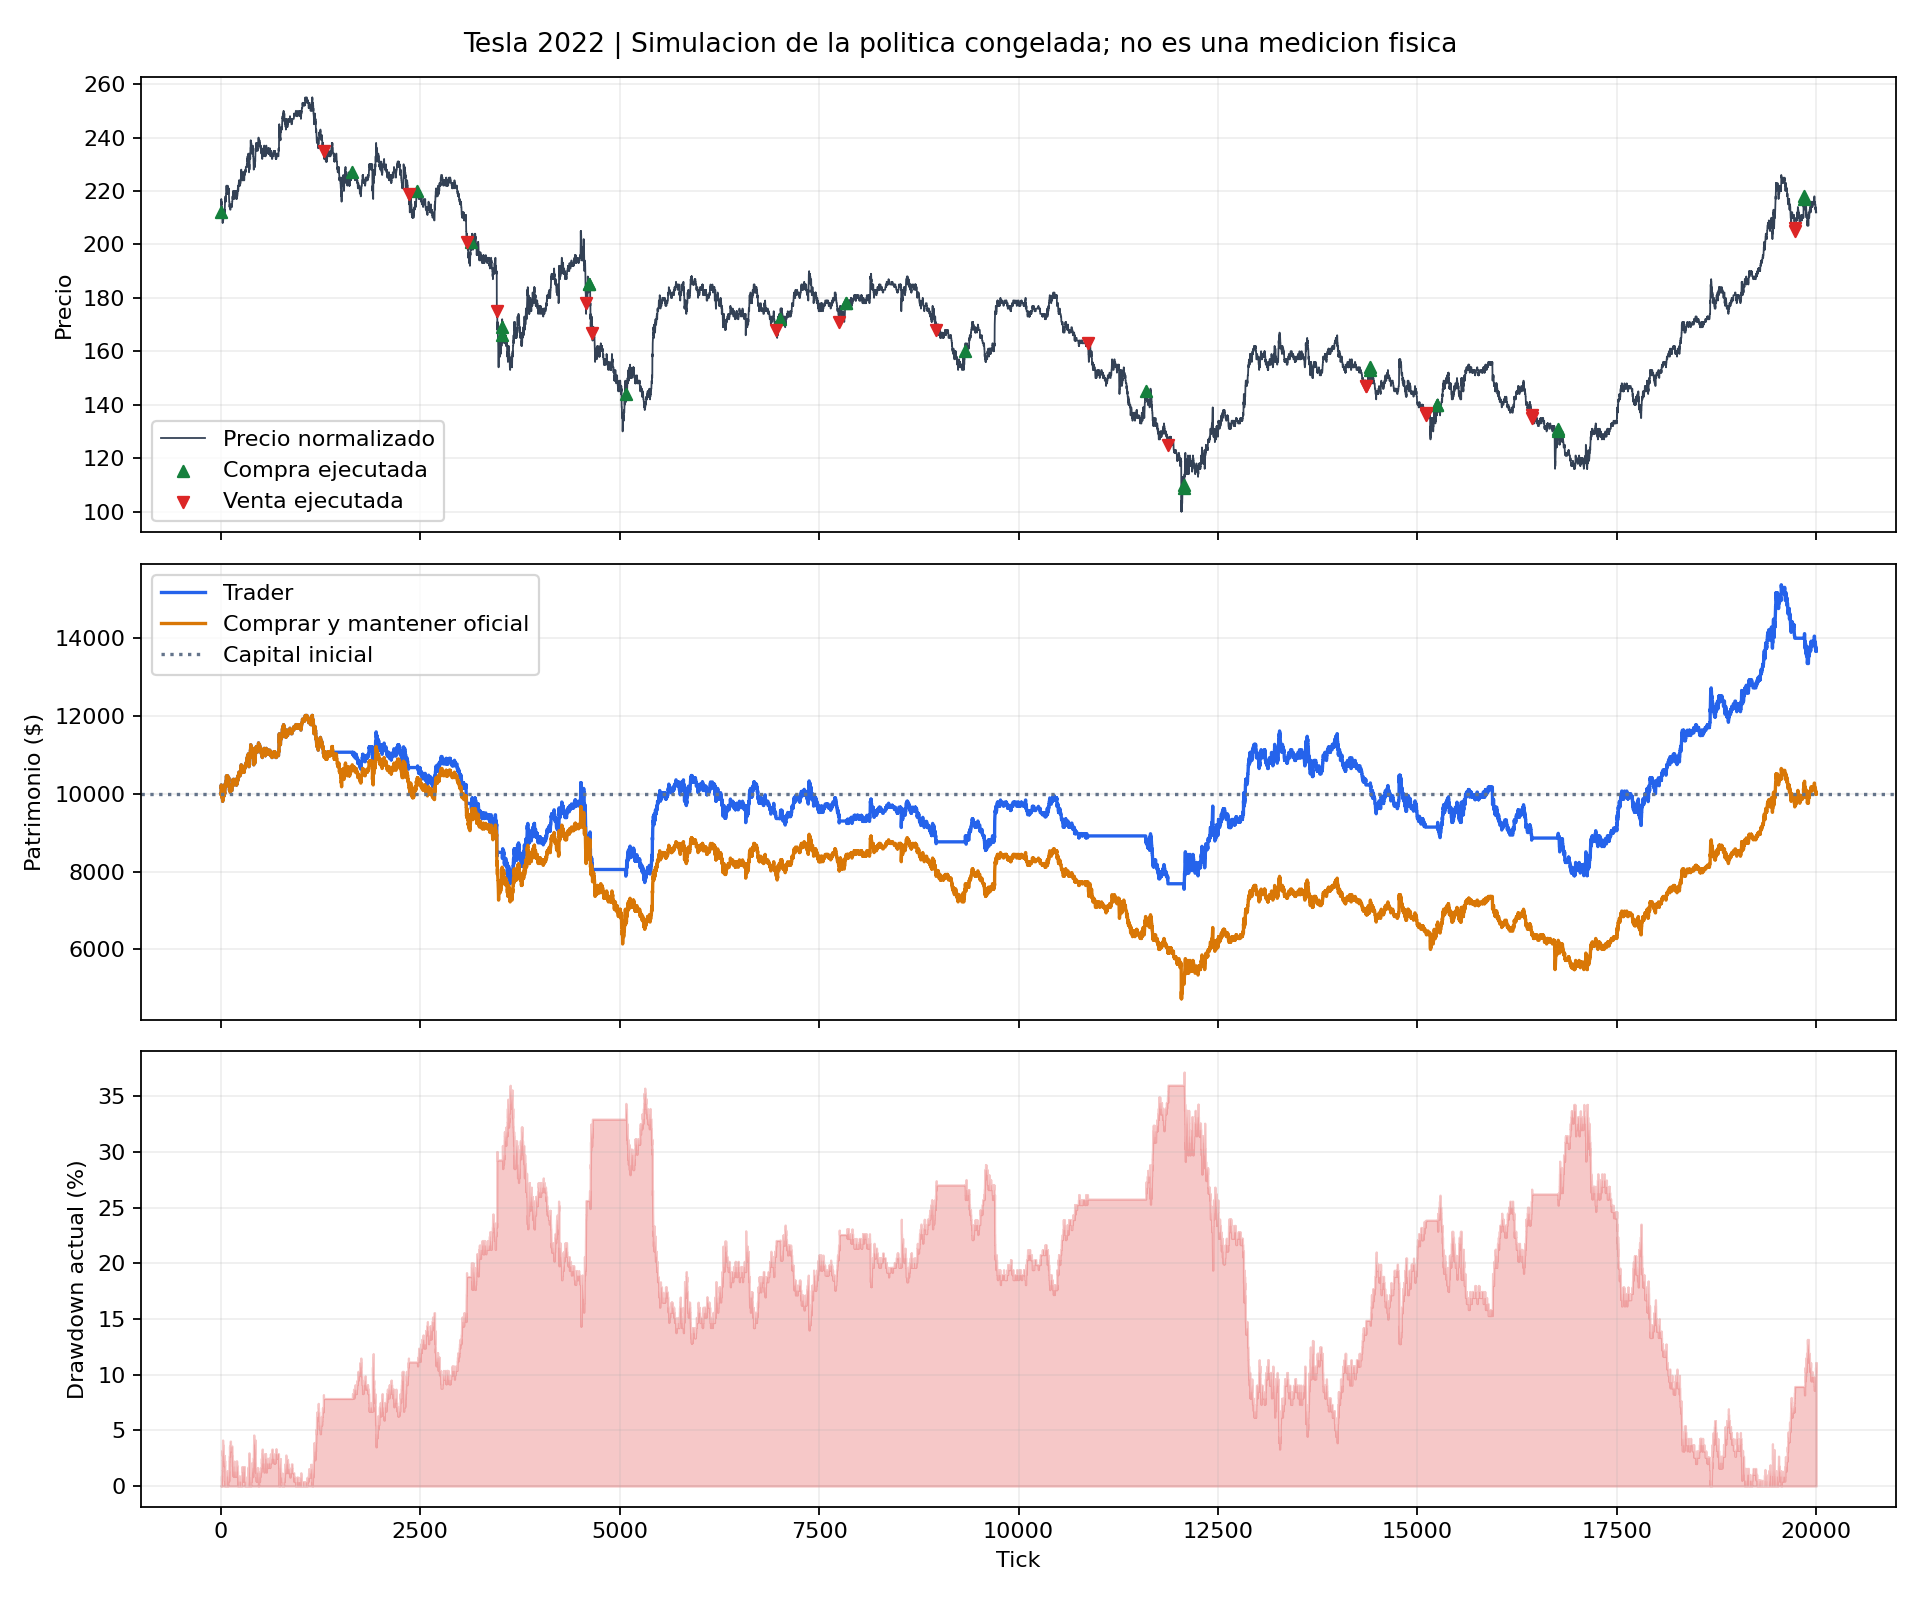 Tesla 2022 | Simulacion de la politica congelada; no es una medicion fisica
Precio
260
240
220
200
180
160
140
120
100
Precio normalizado
Compra ejecutada
Venta ejecutada
Patrimonio ($)
14000
12000
10000
8000
6000
Trader
Comprar y mantener oficial
Capital inicial
Drawdown actual (%)
35
30
25
20
15
10
5
0
0 2500 5000 7500 10000 12500 15000 17500 20000
Tick